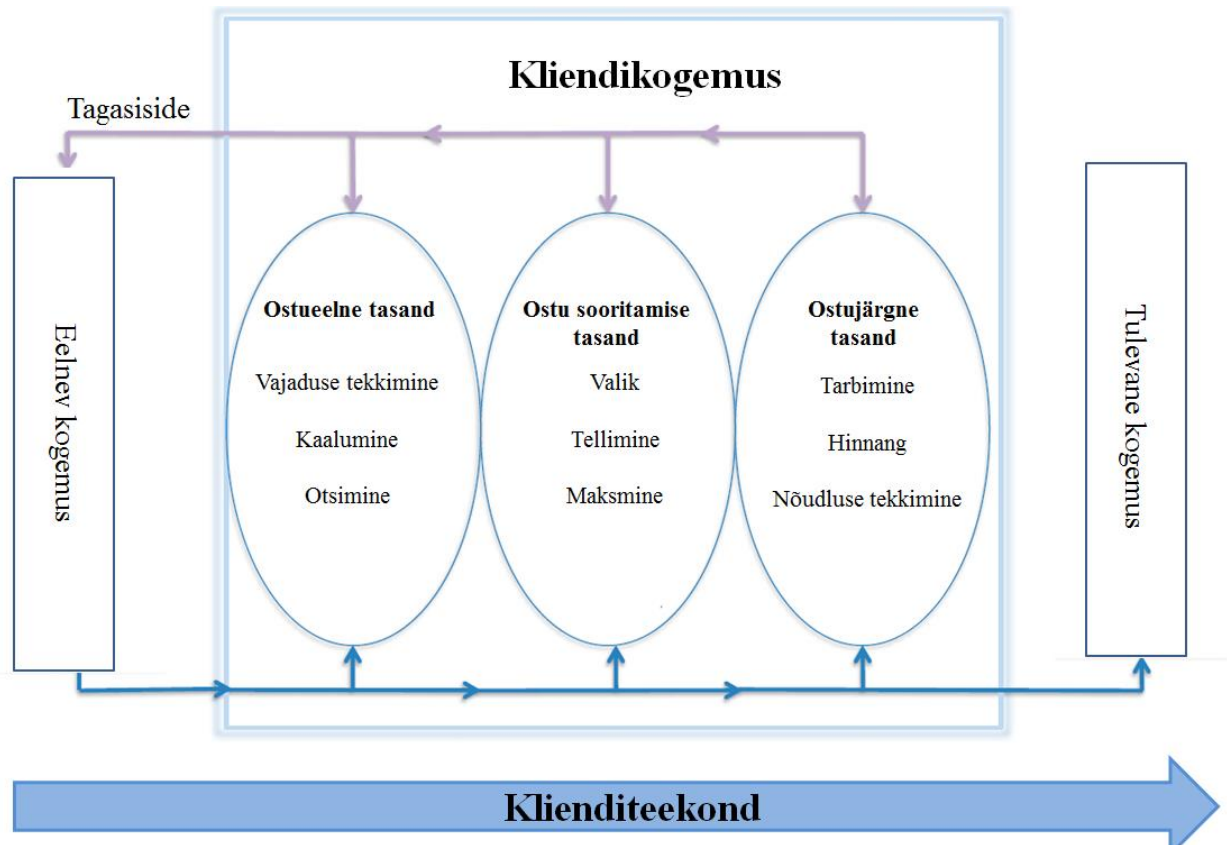 Kliendikogemus
Tagasiside
Eelnev kogemus
Ostueelne tasand
Vajaduse tekkimine
Kaalumine
Otsimine
Ostu sooritamise
tasand
Valik
Tellimine
Maksmine
Ostujärgne
tasand
Tarbimine
Hinnang
Nõudluse tekkimine
Tulevane kogemus
Klienditeekond